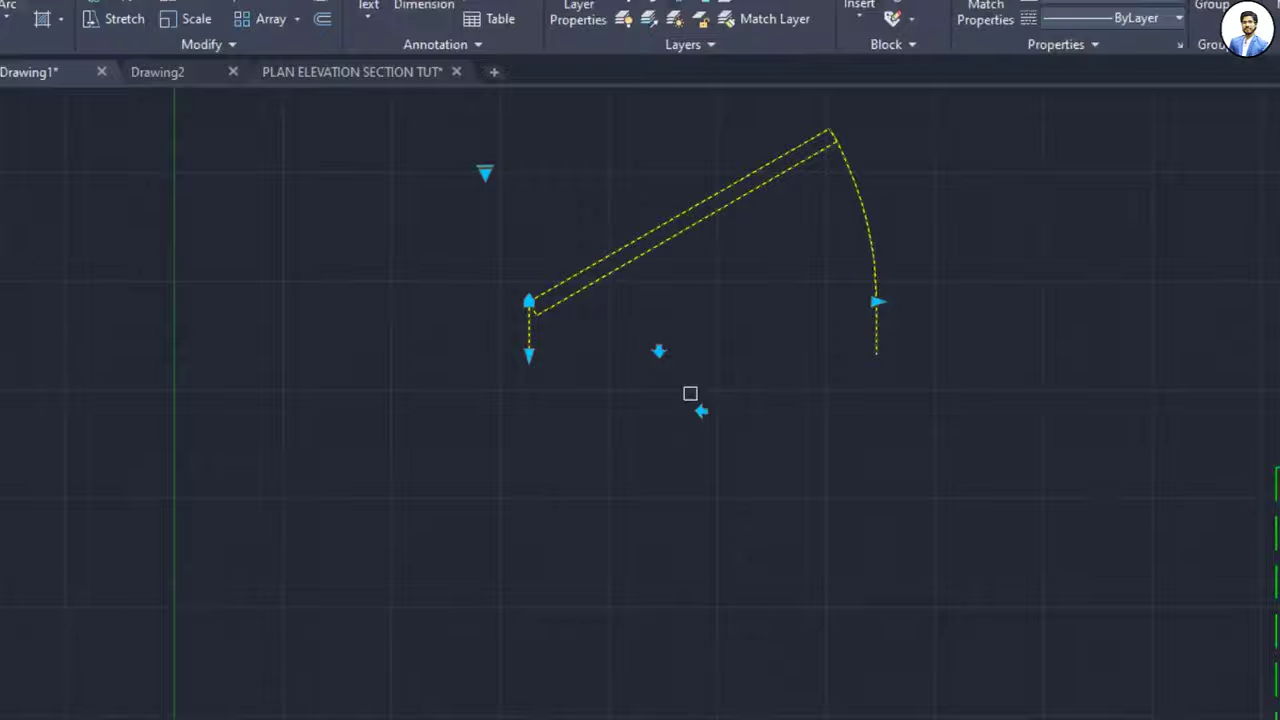 Arc
Stretch
Scale
Array
Text
Dimension
Table
Layer
Properties
Match Layer
Insert
Match
Properties
ByLayer
Group
Modify
Annotation
Layers
Block
Properties
Grou
Drawing1*
Drawing2
PLAN ELEVATION SECTION TUT*